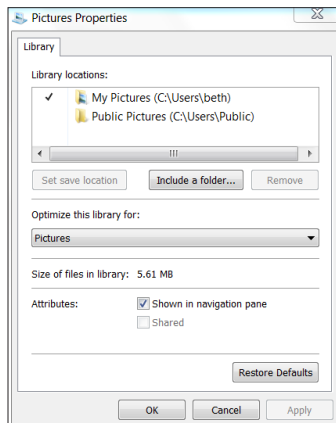 Pictures Properties
Library
Library locations:
My Pictures (C:\Users\beth)
Public Pictures (C:\Users\Public)
Set save location Include a folder... Remove
Optimize this library for:
Pictures
Size of files in library: 5.61 MB
Attributes: Shown in navigation pane
Shared
Restore Defaults
OK Cancel Apply